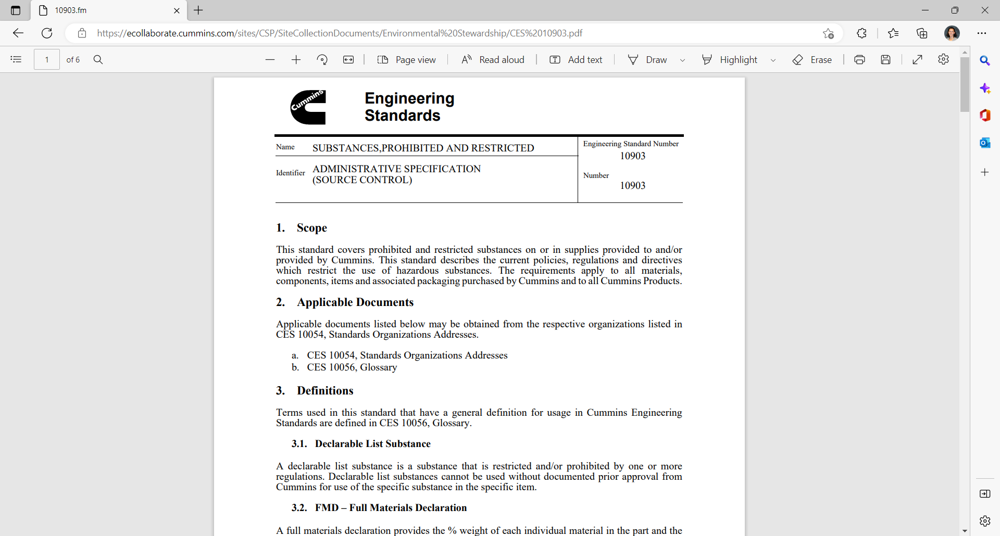 10903.fm
https://ecollaborate.cummins.com/sites/CSP/SiteCollectionDocuments/Environmental%20Stewardship/CES%2010903.pdf
1 of 6 Page view Read aloud Add text Draw Highlight Erase
Cummins
Engineering
Standards
Name SUBSTANCES,PROHIBITED AND RESTRICTED
Identifier ADMINISTRATIVE SPECIFICATION
(SOURCE CONTROL)
Engineering Standard Number
10903
Number
10903
1. Scope
This standard covers prohibited and restricted substances on or in supplies provided to and/or
provided by Cummins. This standard describes the current policies, regulations and directives
which restrict the use of hazardous substances. The requirements apply to all materials,
components, items and associated packaging purchased by Cummins and to all Cummins Products.
2. Applicable Documents
Applicable documents listed below may be obtained from the respective organizations listed in
CES 10054, Standards Organizations Addresses.
a. CES 10054, Standards Organizations Addresses
b. CES 10056, Glossary
3. Definitions
Terms used in this standard that have a general definition for usage in Cummins Engineering
Standards are defined in CES 10056, Glossary.
3.1. Declarable List Substance
A declarable list substance is a substance that is restricted and/or prohibited by one or more
regulations. Declarable list substances cannot be used without documented prior approval from
Cummins for use of the specific substance in the specific item.
3.2. FMD – Full Materials Declaration
A full materials declaration provides the % weight of each individual material in the part and the